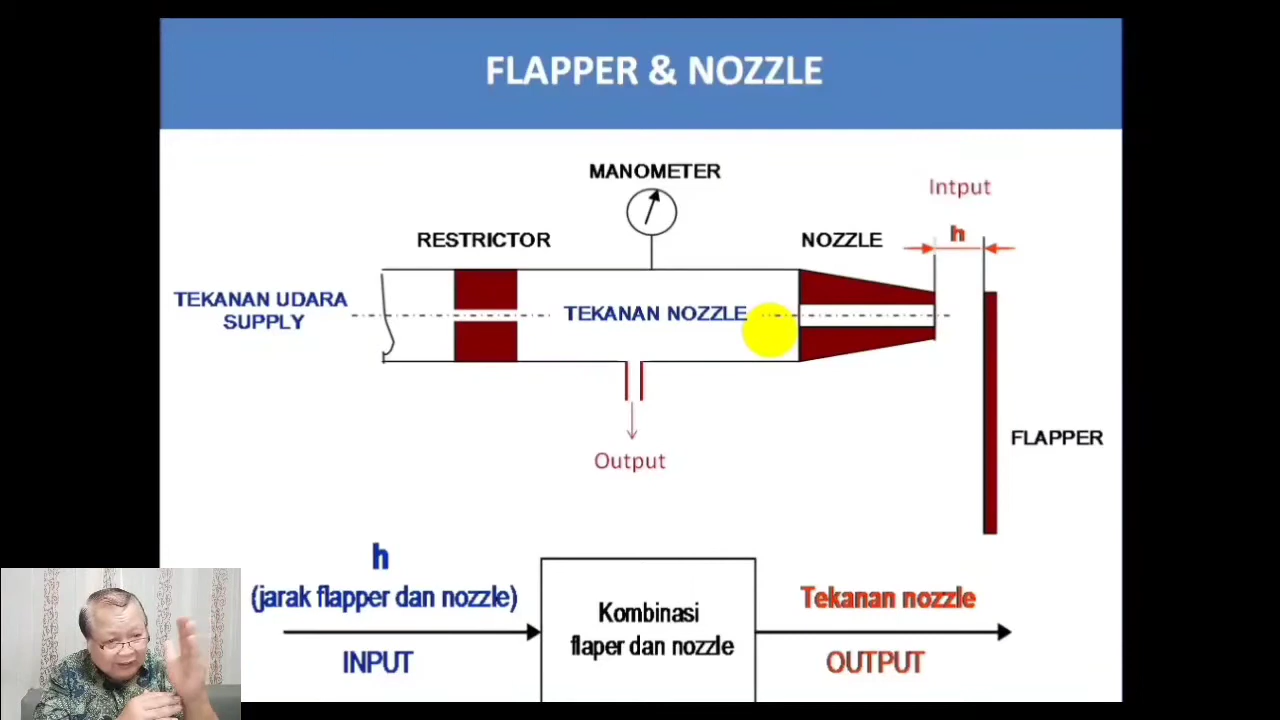 FLAPPER & NOZZLE
MANOMETER
Intput
RESTRICTOR
NOZZLE
h
TEKANAN UDARA
SUPPLY
TEKANAN NOZZLE
FLAPPER
Output
h
(jarak flapper dan nozzle)
INPUT
Kombinasi
flaper dan nozzle
Tekanan nozzle
OUTPUT